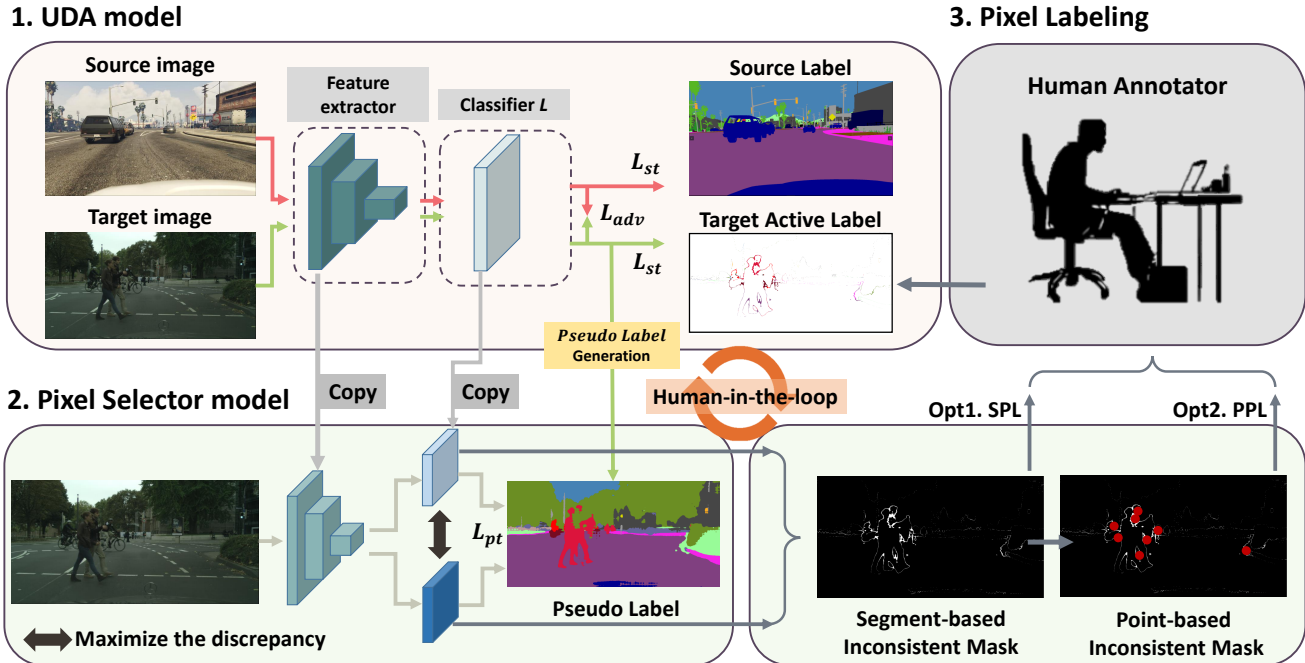 1. UDA model
3. Pixel Labeling
Source image
Feature
extractor
Classifier L
Source Label
Human Annotator
L_st
Target image
L_adv
Target Active Label
L_st
Pseudo Label
Generation
Copy
Copy
Human-in-the-loop
2. Pixel Selector model
Opt1. SPL
Opt2. PPL
L_pt
Pseudo Label
Maximize the discrepancy
Segment-based
Inconsistent Mask
Point-based
Inconsistent Mask